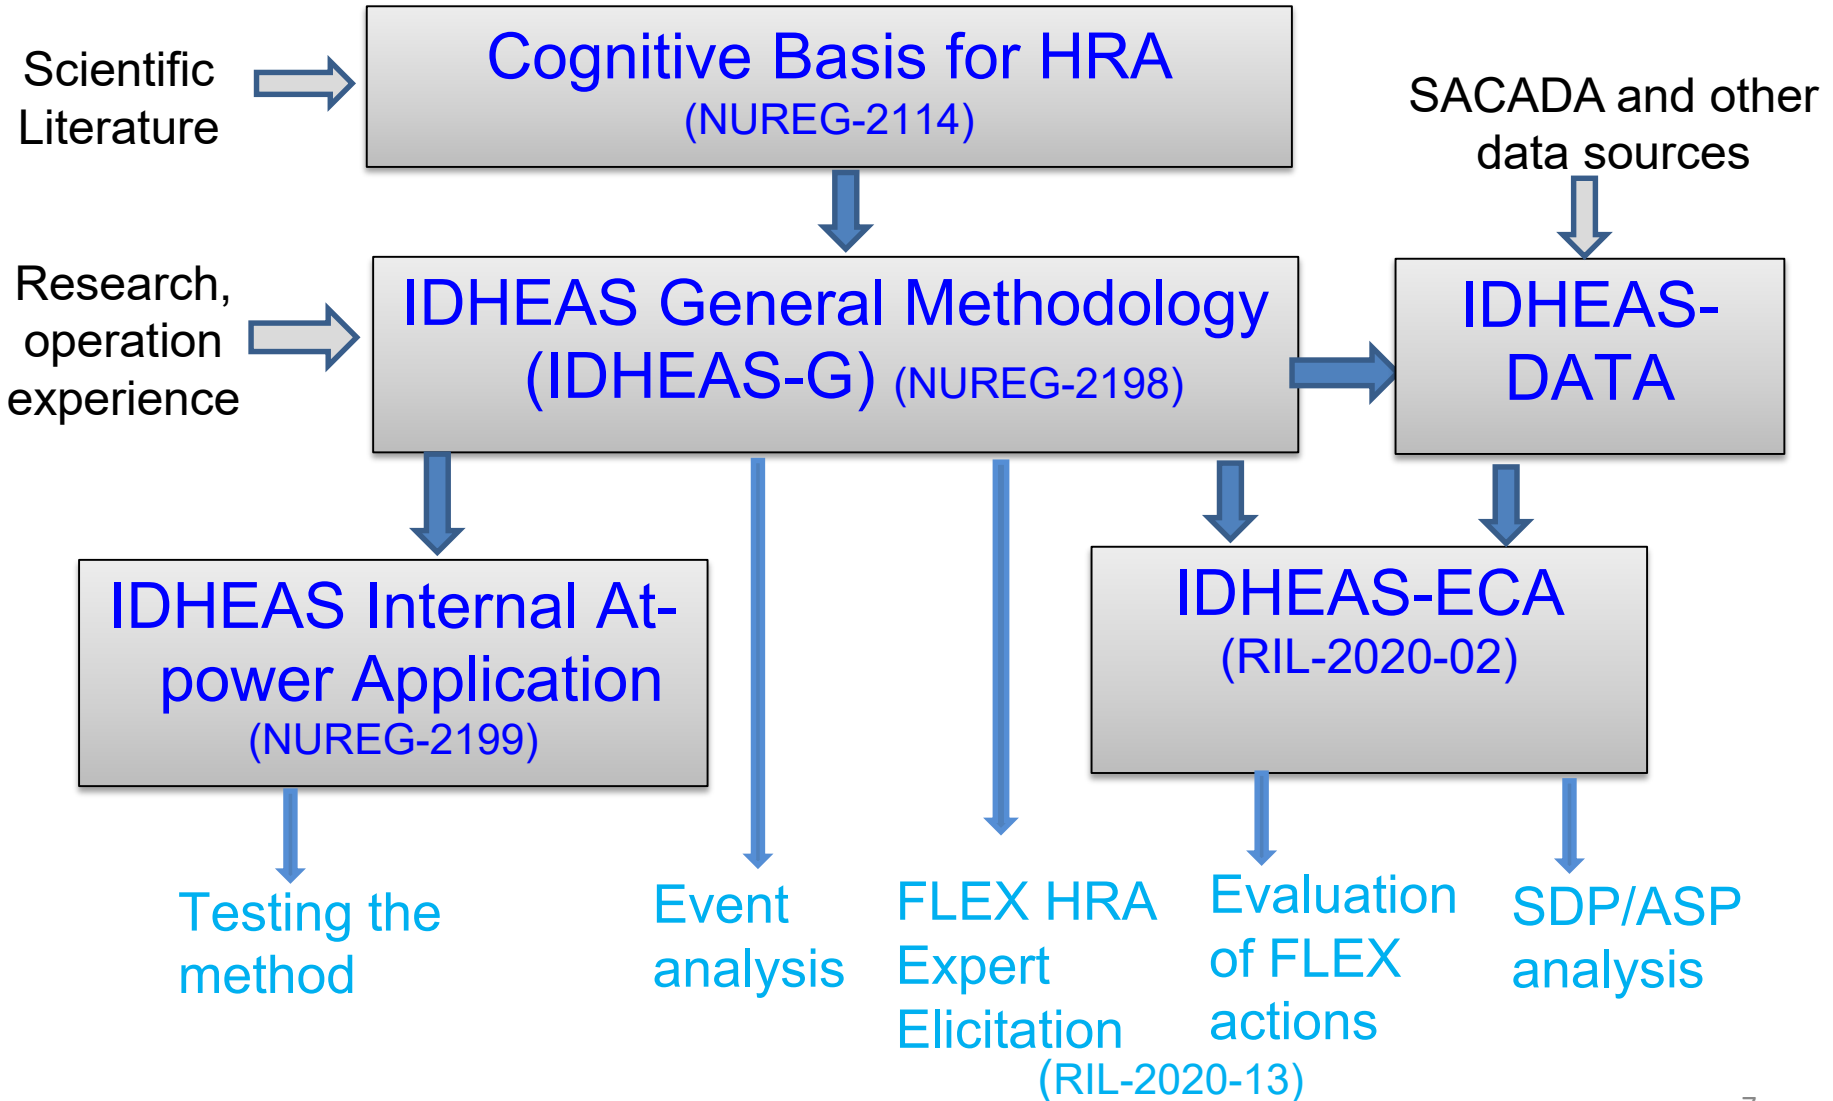 Scientific
Literature
Cognitive Basis for HRA
(NUREG-2114)
SACADA and other
data sources
Research,
operation
experience
IDHEAS General Methodology
(IDHEAS-G) (NUREG-2198)
IDHEAS-
DATA
IDHEAS Internal At-
power Application
(NUREG-2199)
IDHEAS-ECA
(RIL-2020-02)
Testing the
method
Event
analysis
FLEX HRA
Expert
Elicitation
(RIL-2020-13)
Evaluation
of FLEX
actions
SDP/ASP
analysis